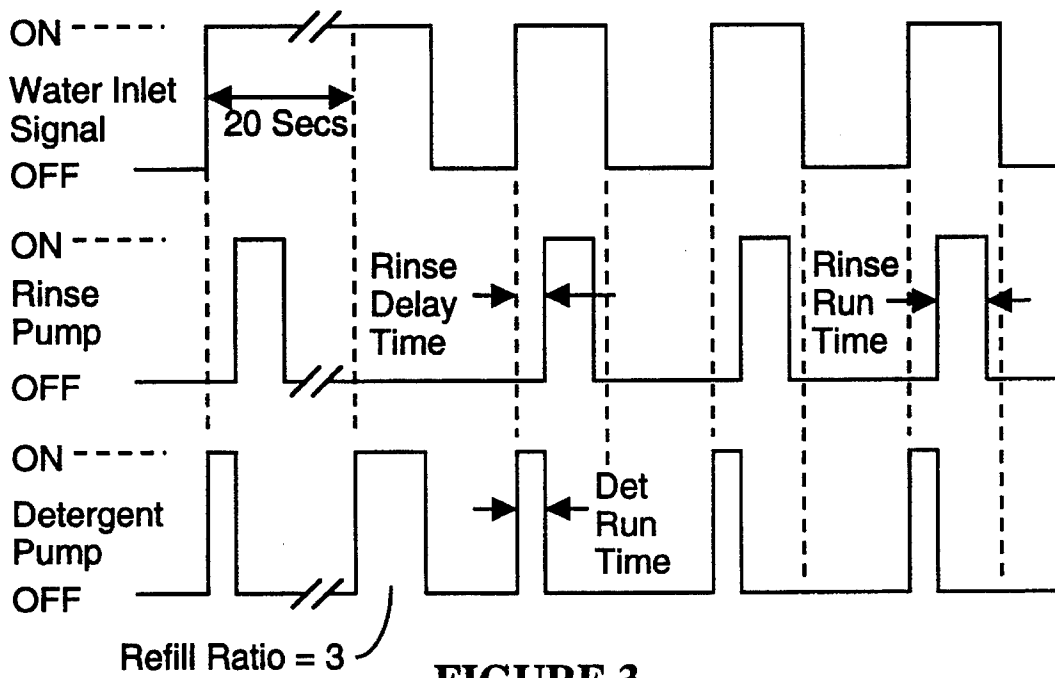 ON
Water Inlet
Signal
20 Secs
OFF
ON
Rinse
Pump
Rinse
Delay
Time
Rinse
Run
Time
OFF
ON
Detergent
Pump
Det
Run
Time
OFF
Refill Ratio = 3
FIGURE 3